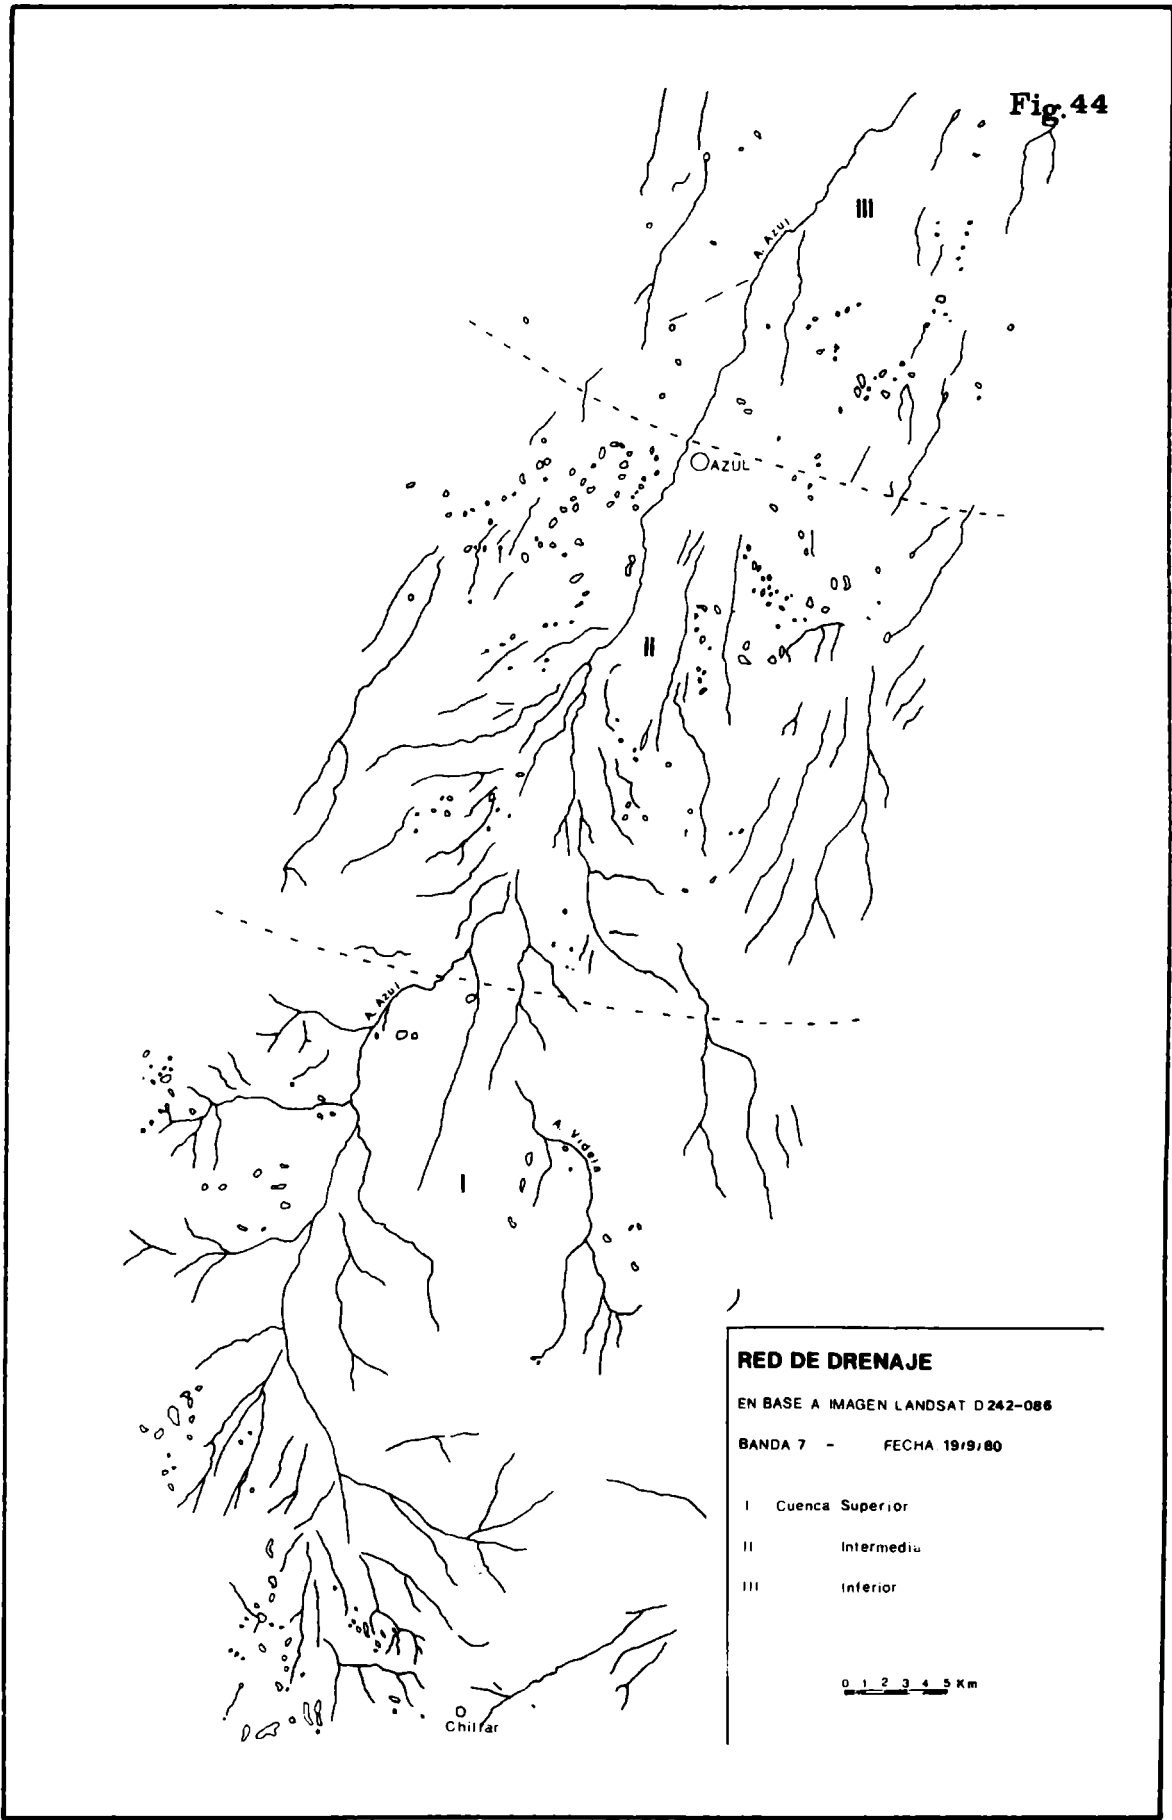 Fig. 44
III
A. Azul
AZUL
II
A. Azul
A. Videla
I
RED DE DRENAJE
EN BASE A IMAGEN LANDSAT D 242-086
BANDA 7 - FECHA 19/9/80
I Cuenca Superior
II Intermedia
III Inferior
0 1 2 3 4 5 Km
Chillar